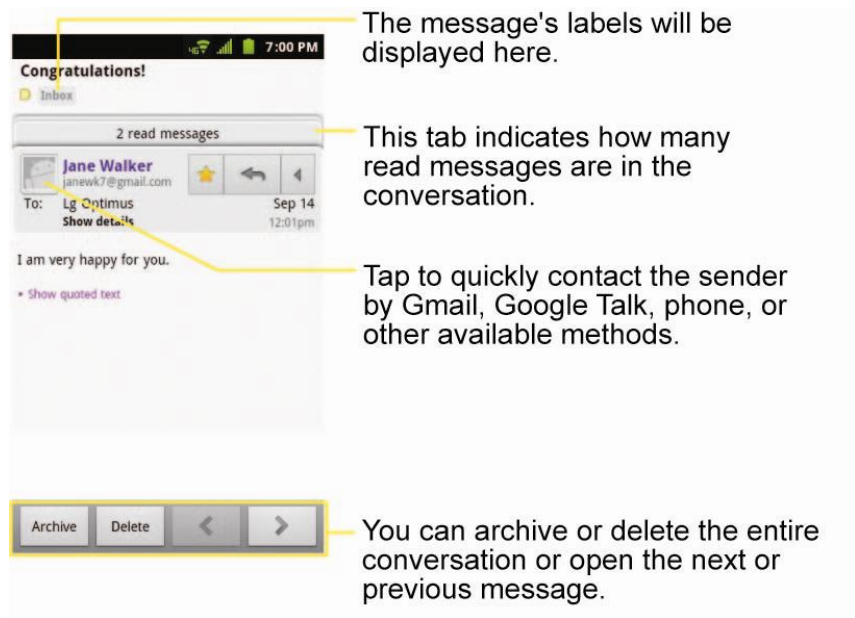 The message's labels will be
displayed here.
4G 7:00 PM
Congratulations!
Inbox
2 read messages
This tab indicates how many
read messages are in the
conversation.
Jane Walker
janewk7@gmail.com
To: Lg Optimus Sep 14
Show details 12:01pm
I am very happy for you.
Show quoted text
Tap to quickly contact the sender
by Gmail, Google Talk, phone, or
other available methods.
Archive Delete
You can archive or delete the entire
conversation or open the next or
previous message.